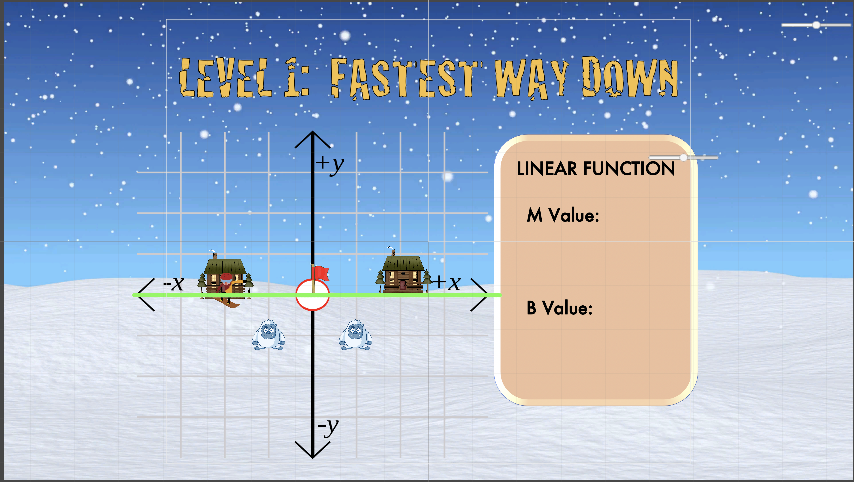 LEVEL 1: FASTEST WAY DOWN
+y
LINEAR FUNCTION
M Value:
-x
+x
B Value:
-y